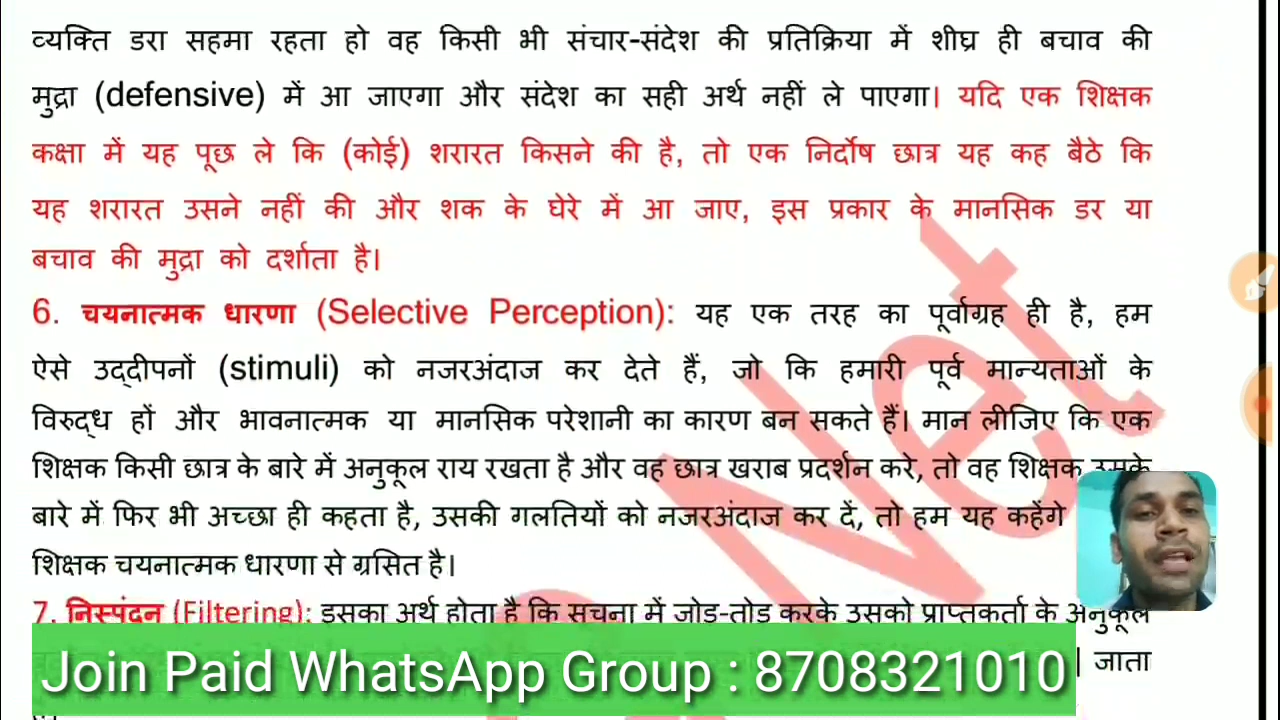 व्यक्ति डरा सहमा रहता हो वह किसी भी संचार-संदेश की प्रतिक्रिया में शीघ्र ही बचाव की
मुद्रा (defensive) में आ जाएगा और संदेश का सही अर्थ नहीं ले पाएगा। यदि एक शिक्षक
कक्षा में यह पूछ ले कि (कोई) शरारत किसने की है, तो एक निर्दोष छात्र यह कह बैठे कि
यह शरारत उसने नहीं की और शक के घेरे में आ जाए, इस प्रकार के मानसिक डर या
बचाव की मुद्रा को दर्शाता है।
6. चयनात्मक धारणा (Selective Perception): यह एक तरह का पूर्वाग्रह ही है, हम
ऐसे उद्दीपनों (stimuli) को नजरअंदाज कर देते हैं, जो कि हमारी पूर्व मान्यताओं के
विरुद्ध हों और भावनात्मक या मानसिक परेशानी का कारण बन सकते हैं। मान लीजिए कि एक
शिक्षक किसी छात्र के बारे में अनुकूल राय रखता है और वह छात्र खराब प्रदर्शन करे, तो वह शिक्षक उसके
बारे में फिर भी अच्छा ही कहता है, उसकी गलतियों को नजरअंदाज कर दें, तो हम यह कहेंगे
शिक्षक चयनात्मक धारणा से ग्रसित है।
7. निस्पंदन (Filtering): इसका अर्थ होता है कि सूचना में जोड़-तोड़ करके उसको प्राप्तकर्ता के अनुकूल
जाता
Join Paid WhatsApp Group : 8708321010
Net